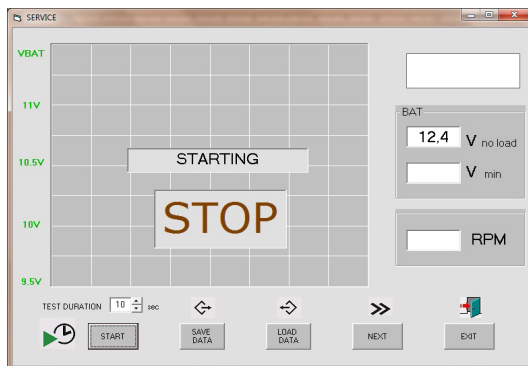 SERVICE
VBAT
11V
10.5V
10V
9.5V
STARTING
STOP
BAT
12,4 V no load
V min
RPM
TEST DURATION 10 sec
START
SAVE
DATA
LOAD
DATA
NEXT
EXIT